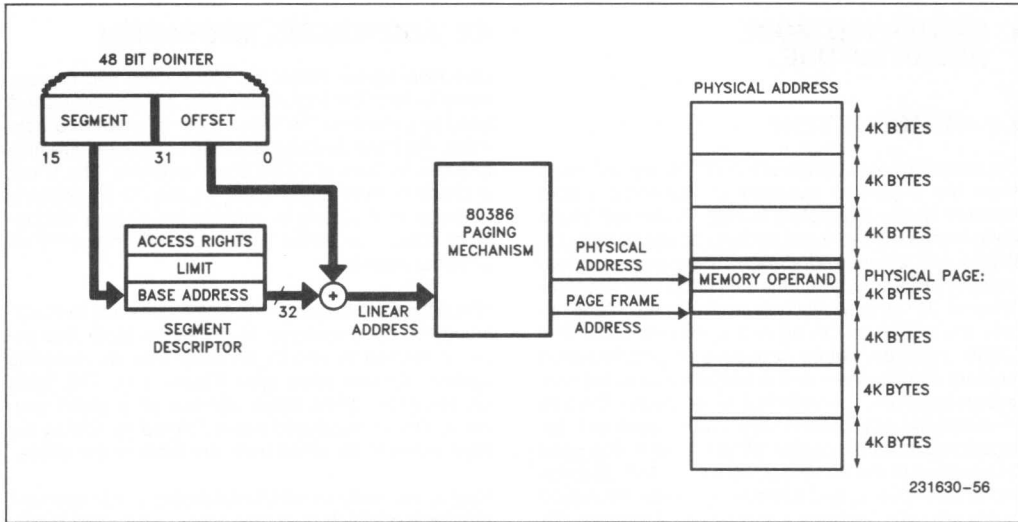 48 BIT POINTER
SEGMENT
OFFSET
15
31
0
ACCESS RIGHTS
LIMIT
BASE ADDRESS
SEGMENT
DESCRIPTOR
32
+
LINEAR
ADDRESS
80386
PAGING
MECHANISM
PHYSICAL
ADDRESS
PAGE FRAME
ADDRESS
PHYSICAL ADDRESS
4K BYTES
4K BYTES
4K BYTES
MEMORY OPERAND
PHYSICAL PAGE:
4K BYTES
4K BYTES
4K BYTES
4K BYTES
231630–56